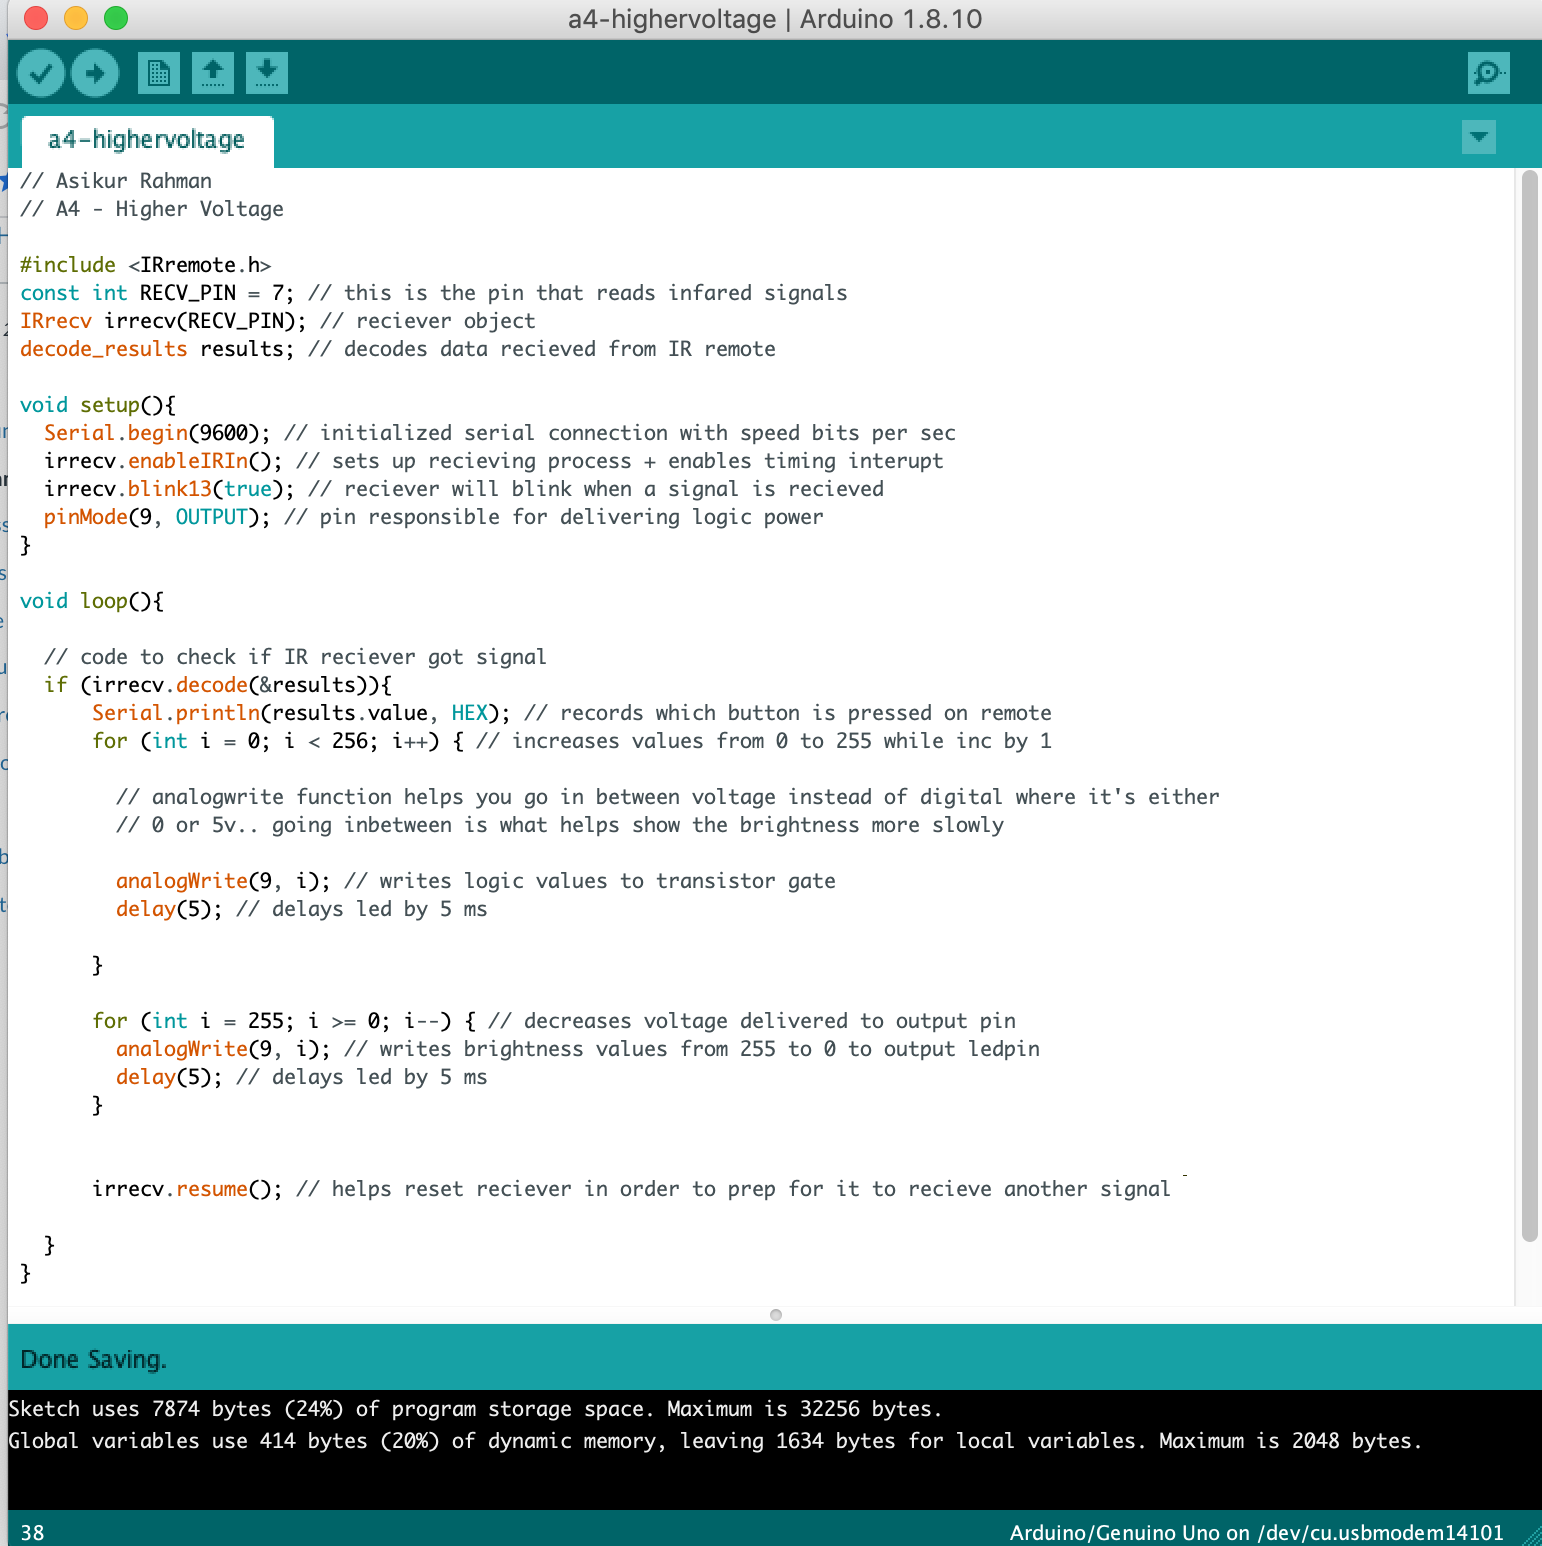 a4-highervoltage | Arduino 1.8.10
a4-highervoltage
// Asikur Rahman
// A4 - Higher Voltage
#include <IRremote.h>
const int RECV_PIN = 7; // this is the pin that reads infared signals
IRrecv irrecv(RECV_PIN); // reciever object
decode_results results; // decodes data recieved from IR remote
void setup(){
  Serial.begin(9600); // initialized serial connection with speed bits per sec
  irrecv.enableIRIn(); // sets up recieving process + enables timing interupt
  irrecv.blink13(true); // reciever will blink when a signal is recieved
  pinMode(9, OUTPUT); // pin responsible for delivering logic power
}
void loop(){
  // code to check if IR reciever got signal
  if (irrecv.decode(&results)){
      Serial.println(results.value, HEX); // records which button is pressed on remote
      for (int i = 0; i < 256; i++) { // increases values from 0 to 255 while inc by 1
        // analogwrite function helps you go in between voltage instead of digital where it's either
        // 0 or 5v.. going inbetween is what helps show the brightness more slowly
        analogWrite(9, i); // writes logic values to transistor gate
        delay(5); // delays led by 5 ms
      }
      for (int i = 255; i >= 0; i--) { // decreases voltage delivered to output pin
        analogWrite(9, i); // writes brightness values from 255 to 0 to output ledpin
        delay(5); // delays led by 5 ms
      }
      irrecv.resume(); // helps reset reciever in order to prep for it to recieve another signal
  }
}
Done Saving.
Sketch uses 7874 bytes (24%) of program storage space. Maximum is 32256 bytes.
Global variables use 414 bytes (20%) of dynamic memory, leaving 1634 bytes for local variables. Maximum is 2048 bytes.
38
Arduino/Genuino Uno on /dev/cu.usbmodem14101